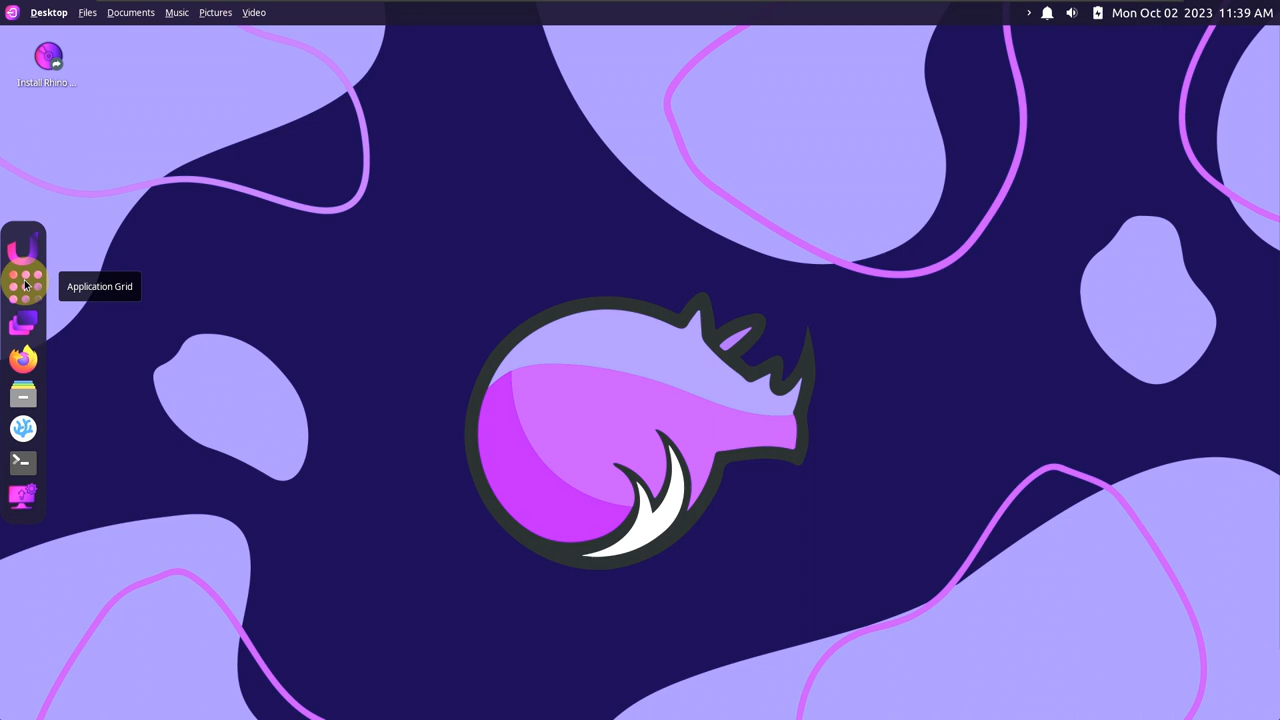 Desktop Files Documents Music Pictures Video
Mon Oct 02 2023 11:39 AM
Install Rhino ...
Application Grid